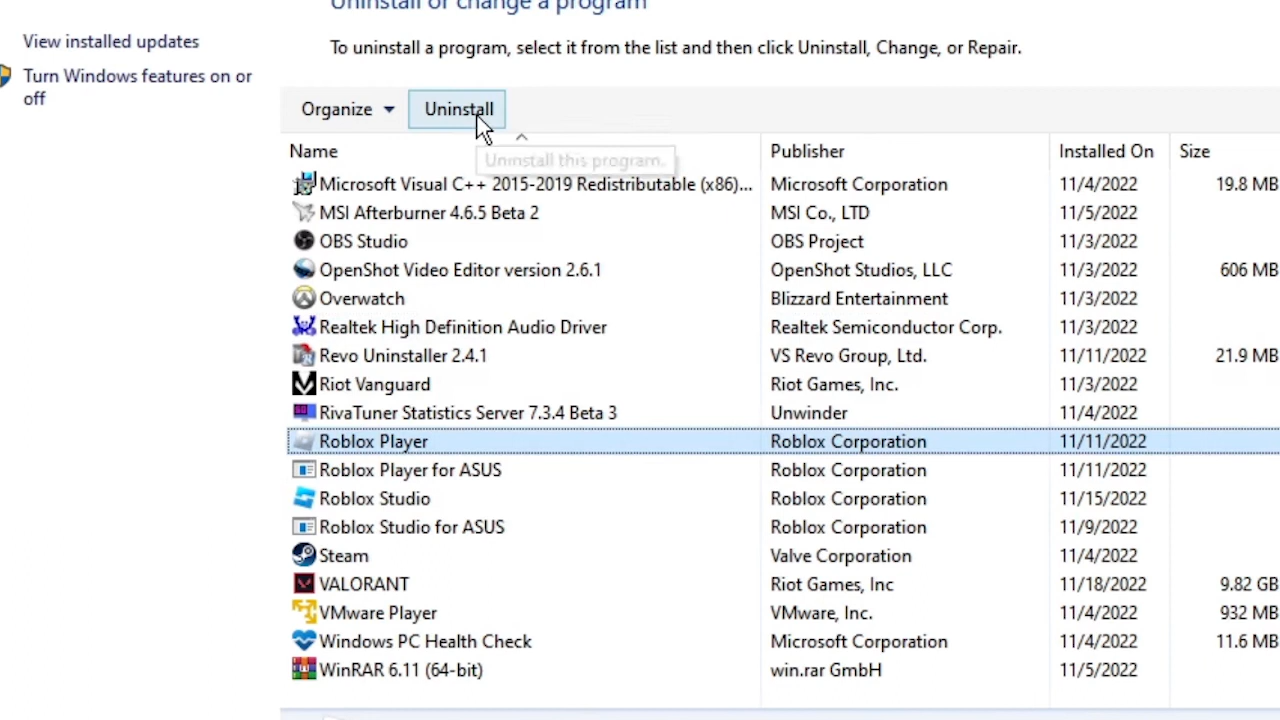 Uninstall or change a program
View installed updates
To uninstall a program, select it from the list and then click Uninstall, Change, or Repair.
Turn Windows features on or
off
Organize Uninstall
Name Publisher Installed On Size
Uninstall this program.
Microsoft Visual C++ 2015-2019 Redistributable (x86)... Microsoft Corporation 11/4/2022 19.8 MB
MSI Afterburner 4.6.5 Beta 2 MSI Co., LTD 11/5/2022
OBS Studio OBS Project 11/3/2022
OpenShot Video Editor version 2.6.1 OpenShot Studios, LLC 11/3/2022 606 MB
Overwatch Blizzard Entertainment 11/3/2022
Realtek High Definition Audio Driver Realtek Semiconductor Corp. 11/3/2022
Revo Uninstaller 2.4.1 VS Revo Group, Ltd. 11/11/2022 21.9 MB
Riot Vanguard Riot Games, Inc. 11/3/2022
RivaTuner Statistics Server 7.3.4 Beta 3 Unwinder 11/4/2022
Roblox Player Roblox Corporation 11/11/2022
Roblox Player for ASUS Roblox Corporation 11/11/2022
Roblox Studio Roblox Corporation 11/15/2022
Roblox Studio for ASUS Roblox Corporation 11/9/2022
Steam Valve Corporation 11/4/2022
VALORANT Riot Games, Inc 11/18/2022 9.82 GB
VMware Player VMware, Inc. 11/4/2022 932 MB
Windows PC Health Check Microsoft Corporation 11/4/2022 11.6 MB
WinRAR 6.11 (64-bit) win.rar GmbH 11/5/2022